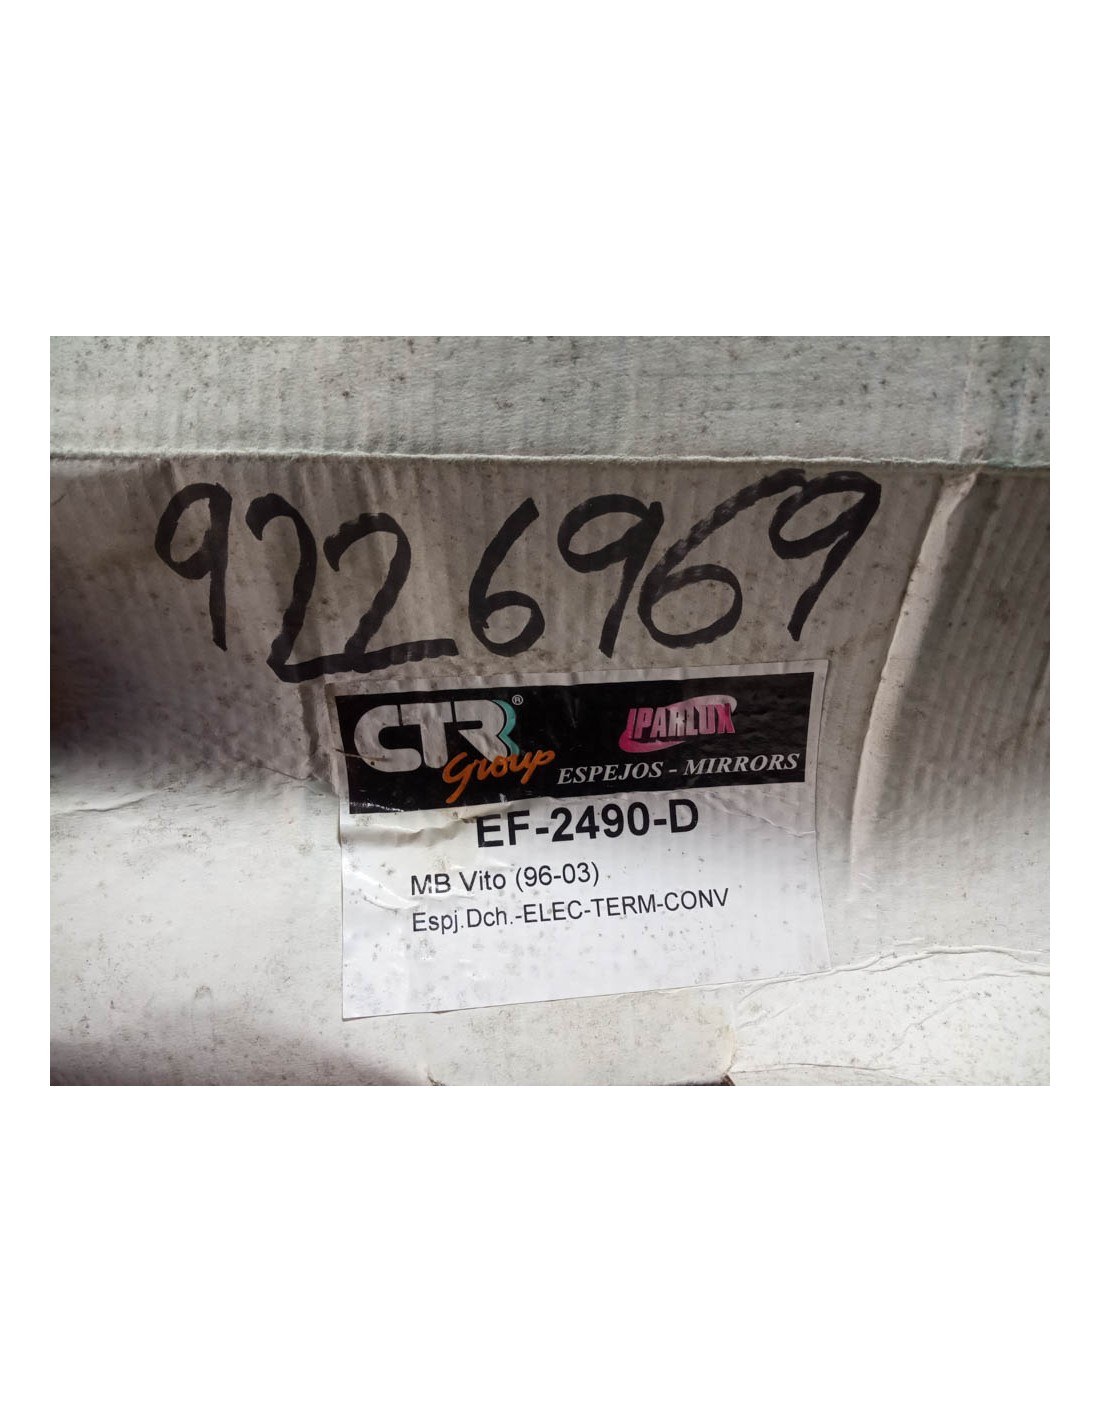 9226969
CTR® Group
IPARLUX
ESPEJOS - MIRRORS
EF-2490-D
MB Vito (96-03)
Espj.Dch.-ELEC-TERM-CONV